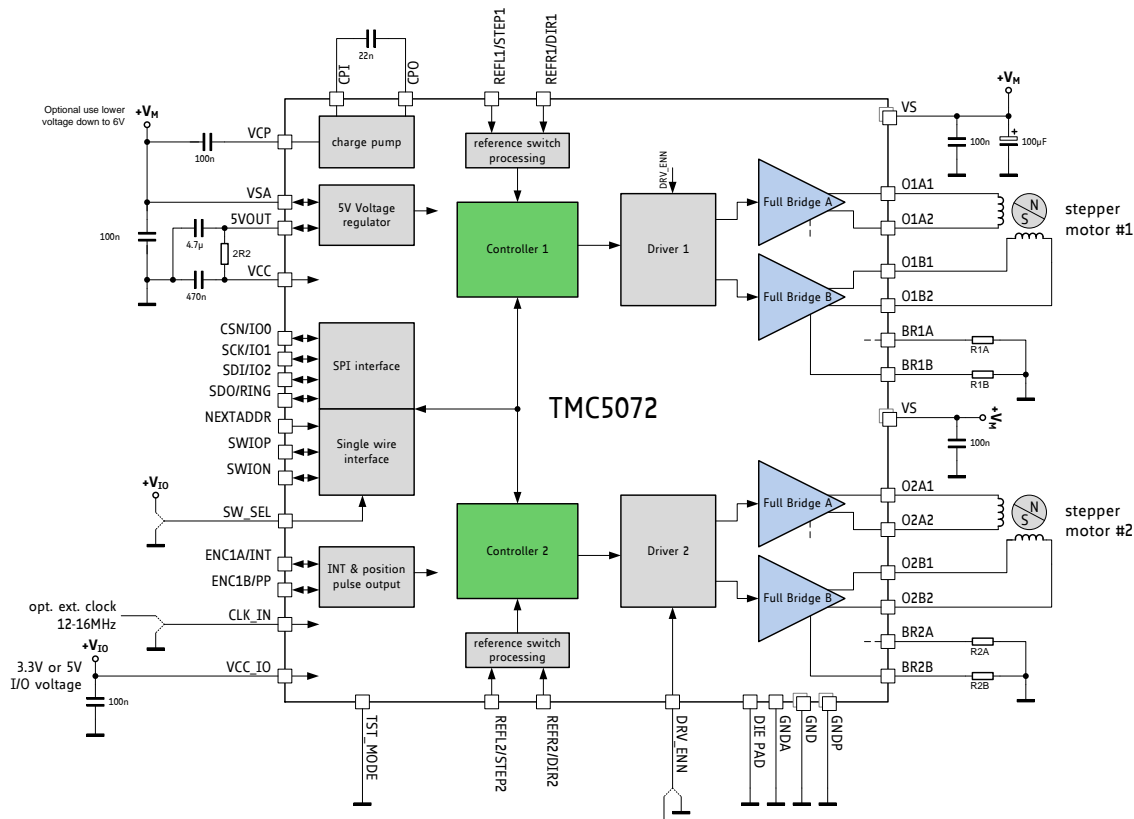 22n
CPI
CPO
REFL1/STEP1
REFR1/DIR1
+VM
Optional use lower
voltage down to 6V
VCP
100n
charge pump
reference switch
processing
VS
+VM
100n
+
100µF
VSA
5VOUT
5V Voltage
regulator
100n
4.7µ
2R2
VCC
470n
Controller 1
DRV_ENN
Driver 1
Full Bridge A
Full Bridge B
O1A1
O1A2
O1B1
O1B2
N
S
stepper
motor #1
BR1A
R1A
BR1B
R1B
CSN/IO0
SCK/IO1
SDI/IO2
SDO/RING
SPI interface
NEXTADDR
SWIOP
SWION
Single wire
interface
TMC5072
VS
+VM
100n
+VIO
SW_SEL
Controller 2
Driver 2
Full Bridge A
Full Bridge B
O2A1
O2A2
O2B1
O2B2
N
S
stepper
motor #2
ENC1A/INT
ENC1B/PP
INT & position
pulse output
opt. ext. clock
12-16MHz
CLK_IN
+VIO
3.3V or 5V
I/O voltage
VCC_IO
100n
reference switch
processing
BR2A
R2A
BR2B
R2B
TST_MODE
REFL2/STEP2
REFR2/DIR2
DRV_ENN
DIE PAD
GNDA
GND
GNDP